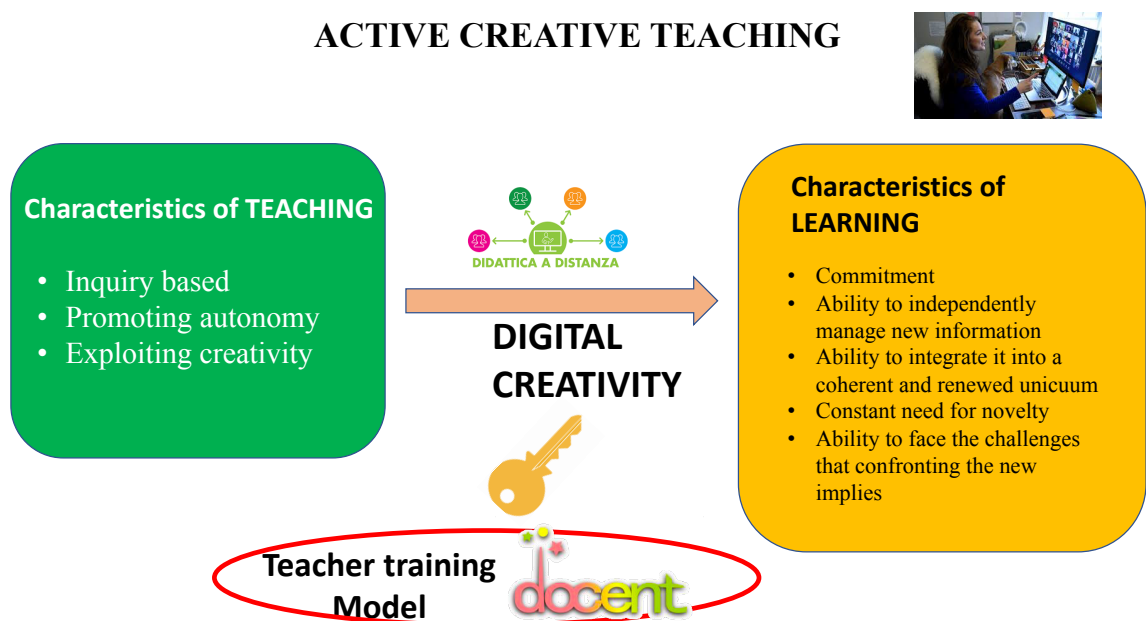 ACTIVE CREATIVE TEACHING
Characteristics of TEACHING
• Inquiry based
• Promoting autonomy
• Exploiting creativity
DIDATTICA A DISTANZA
DIGITAL
CREATIVITY
Characteristics of
LEARNING
• Commitment
• Ability to independently
manage new information
• Ability to integrate it into a
coherent and renewed unicuum
• Constant need for novelty
• Ability to face the challenges
that confronting the new
implies
Teacher training
Model
docent